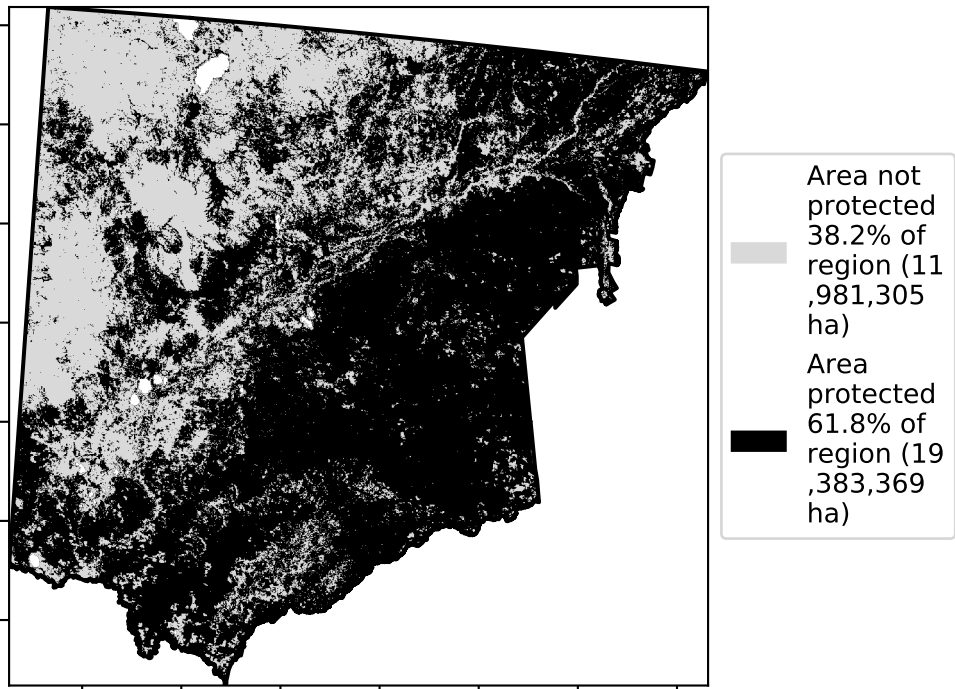 Area not
protected
38.2% of
region (11
,981,305
ha)
Area
protected
61.8% of
region (19
,383,369
ha)